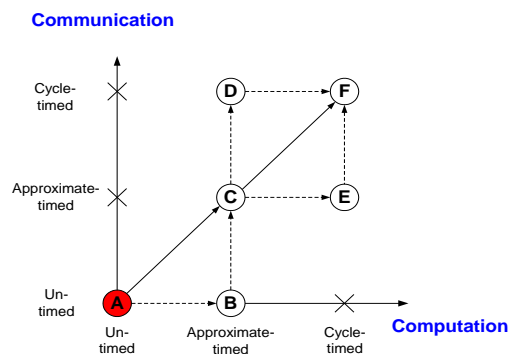 Communication
Cycle-
timed
D
F
Approximate-
timed
C
E
Un-
timed
A
B
Computation
Un-
timed
Approximate-
timed
Cycle-
timed